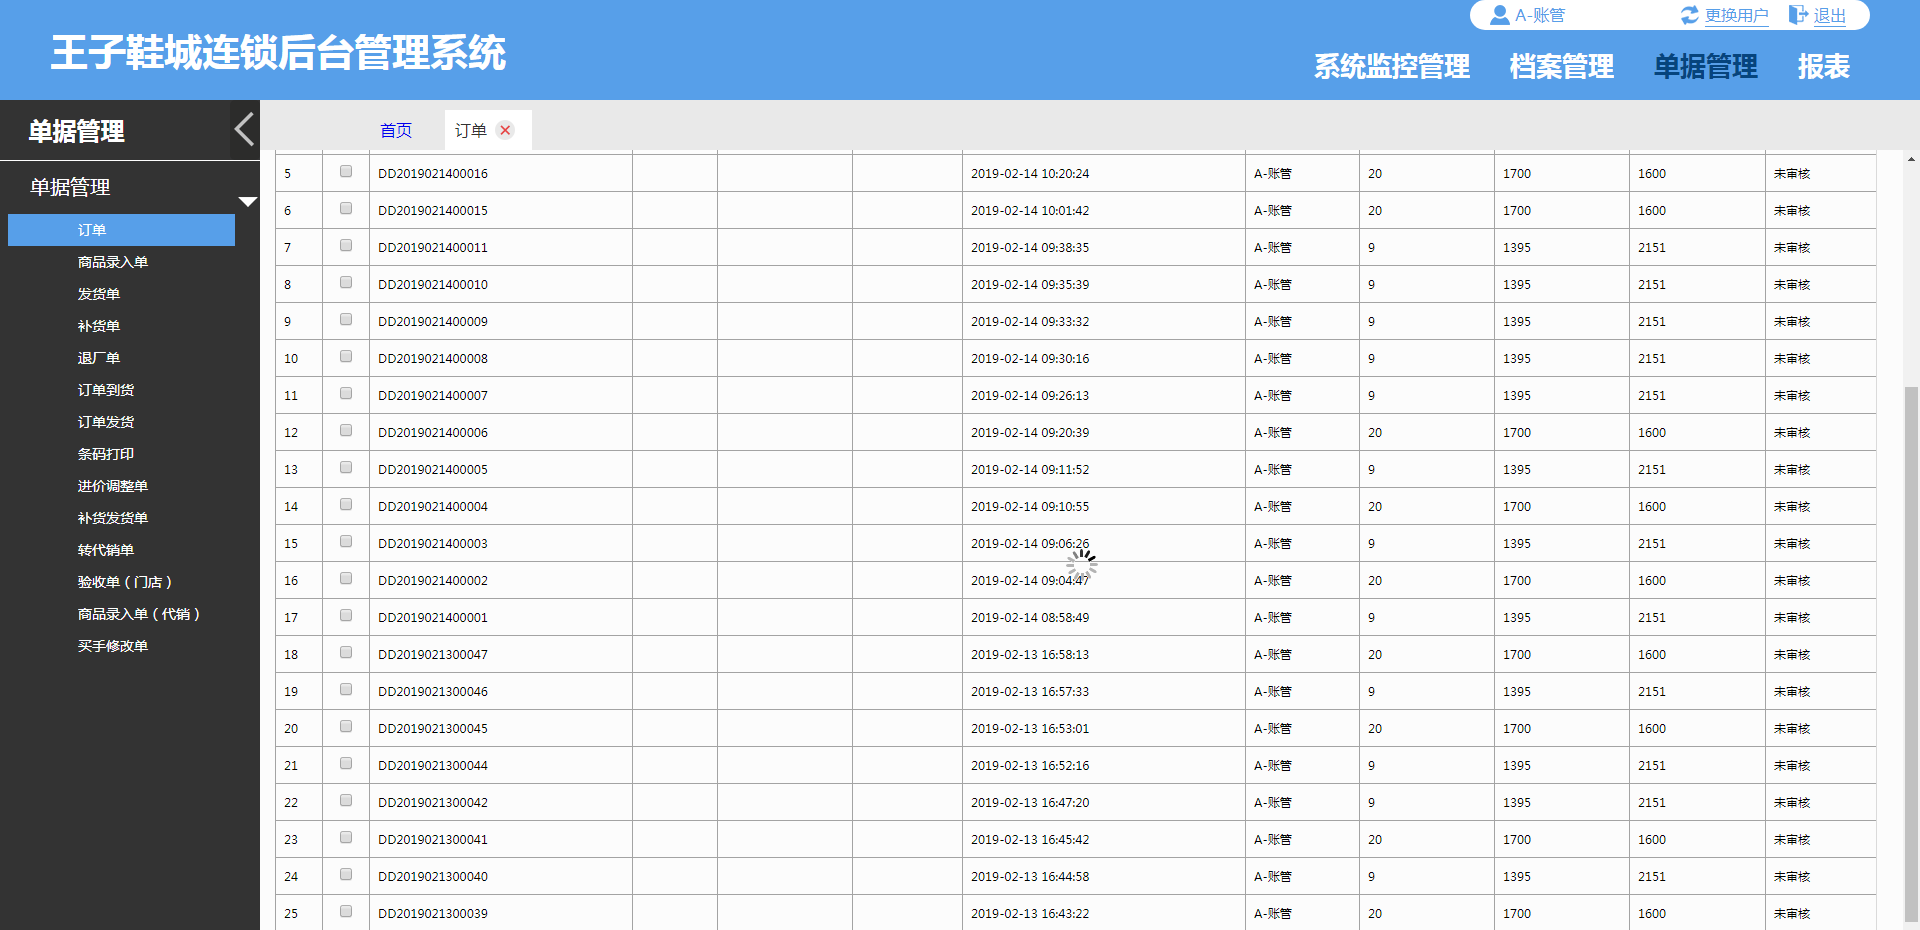 A-账管 更换用户 退出
王子鞋城连锁后台管理系统
系统监控管理 档案管理 单据管理 报表
单据管理
首页 订单
单据管理
订单
商品录入单
发货单
补货单
退厂单
订单到货
订单发货
条码打印
进价调整单
补货发货单
转代销单
验收单（门店）
商品录入单（代销）
买手修改单
5 DD2019021400016 2019-02-14 10:20:24 A-账管 20 1700 1600 未审核
6 DD2019021400015 2019-02-14 10:01:42 A-账管 20 1700 1600 未审核
7 DD2019021400011 2019-02-14 09:38:35 A-账管 9 1395 2151 未审核
8 DD2019021400010 2019-02-14 09:35:39 A-账管 9 1395 2151 未审核
9 DD2019021400009 2019-02-14 09:33:32 A-账管 9 1395 2151 未审核
10 DD2019021400008 2019-02-14 09:30:16 A-账管 9 1395 2151 未审核
11 DD2019021400007 2019-02-14 09:26:13 A-账管 9 1395 2151 未审核
12 DD2019021400006 2019-02-14 09:20:39 A-账管 20 1700 1600 未审核
13 DD2019021400005 2019-02-14 09:11:52 A-账管 9 1395 2151 未审核
14 DD2019021400004 2019-02-14 09:10:55 A-账管 20 1700 1600 未审核
15 DD2019021400003 2019-02-14 09:06:26 A-账管 9 1395 2151 未审核
16 DD2019021400002 2019-02-14 09:04:47 A-账管 20 1700 1600 未审核
17 DD2019021400001 2019-02-14 08:58:49 A-账管 9 1395 2151 未审核
18 DD2019021300047 2019-02-13 16:58:13 A-账管 20 1700 1600 未审核
19 DD2019021300046 2019-02-13 16:57:33 A-账管 9 1395 2151 未审核
20 DD2019021300045 2019-02-13 16:53:01 A-账管 20 1700 1600 未审核
21 DD2019021300044 2019-02-13 16:52:16 A-账管 9 1395 2151 未审核
22 DD2019021300042 2019-02-13 16:47:20 A-账管 9 1395 2151 未审核
23 DD2019021300041 2019-02-13 16:45:42 A-账管 20 1700 1600 未审核
24 DD2019021300040 2019-02-13 16:44:58 A-账管 9 1395 2151 未审核
25 DD2019021300039 2019-02-13 16:43:22 A-账管 20 1700 1600 未审核